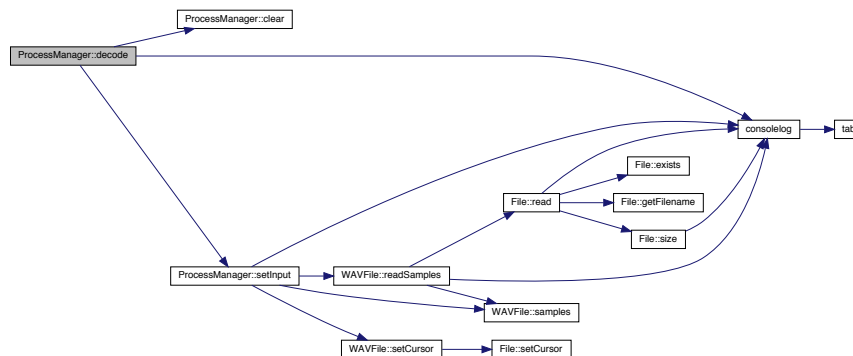 ProcessManager::clear
ProcessManager::decode
consolelog
tab
File::exists
File::read
File::getFilename
File::size
ProcessManager::setInput
WAVFile::readSamples
WAVFile::samples
WAVFile::setCursor
File::setCursor